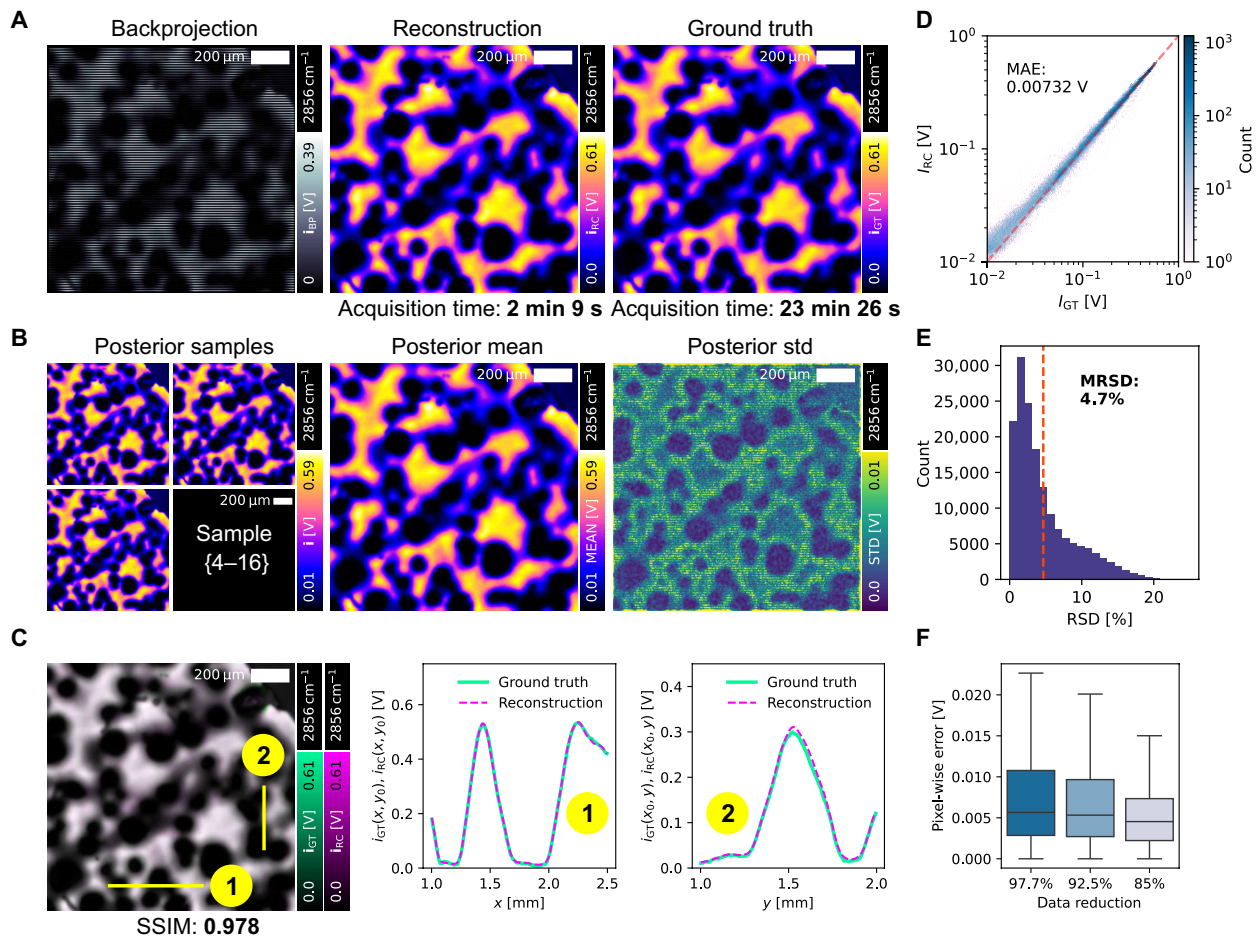 A
Backprojection
200 µm
2856 cm⁻¹
0.39
i_BP [V]
0
Reconstruction
200 µm
2856 cm⁻¹
0.61
i_RC [V]
0.0
Acquisition time: 2 min 9 s
Ground truth
200 µm
2856 cm⁻¹
0.61
i_GT [V]
0.0
Acquisition time: 23 min 26 s
D
10⁰
10⁻¹
10⁻²
I_RC [V]
MAE:
0.00732 V
10⁻²
10⁻¹
10⁰
I_GT [V]
10³
10²
10¹
10⁰
Count
B
Posterior samples
200 µm
Sample
{4–16}
2856 cm⁻¹
0.59
i [V]
0.01
Posterior mean
200 µm
2856 cm⁻¹
0.59
MEAN [V]
0.01
Posterior std
200 µm
2856 cm⁻¹
0.01
STD [V]
0.0
E
30,000
25,000
20,000
15,000
10,000
5000
0
Count
MRSD:
4.7%
0
10
20
RSD [%]
C
200 µm
2
1
SSIM: 0.978
2856 cm⁻¹
0.61
i_GT [V]
0.0
2856 cm⁻¹
0.61
i_RC [V]
0.0
i_GT(x, y₀), i_RC(x, y₀) [V]
0.6
0.4
0.2
0.0
Ground truth
Reconstruction
1
1.0
1.5
2.0
2.5
x [mm]
i_GT(x₀, y), i_RC(x₀, y) [V]
0.4
0.3
0.2
0.1
0.0
Ground truth
Reconstruction
2
1.0
1.5
2.0
y [mm]
F
Pixel-wise error [V]
0.020
0.015
0.010
0.005
0.000
97.7%
92.5%
85%
Data reduction